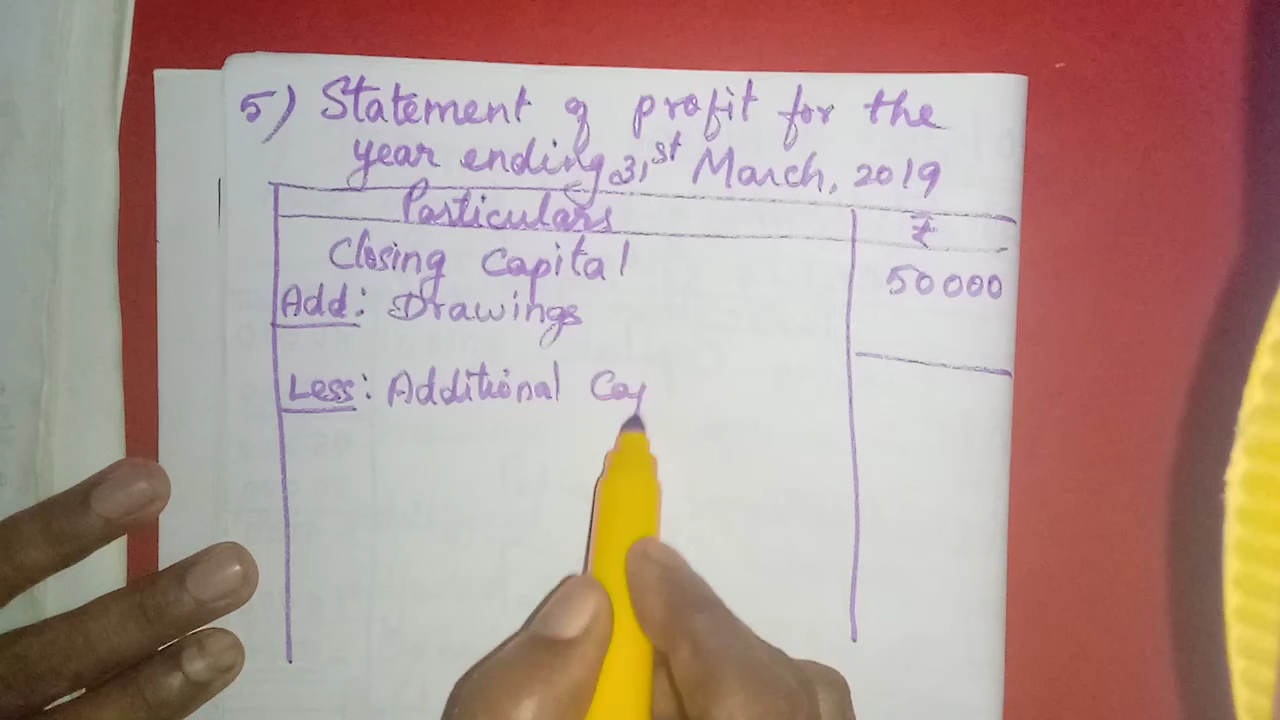 5) Statement of profit for the
year ending 31st March, 2019
Particulars ₹
Closing Capital 50000
Add: Drawings
Less: Additional Cap